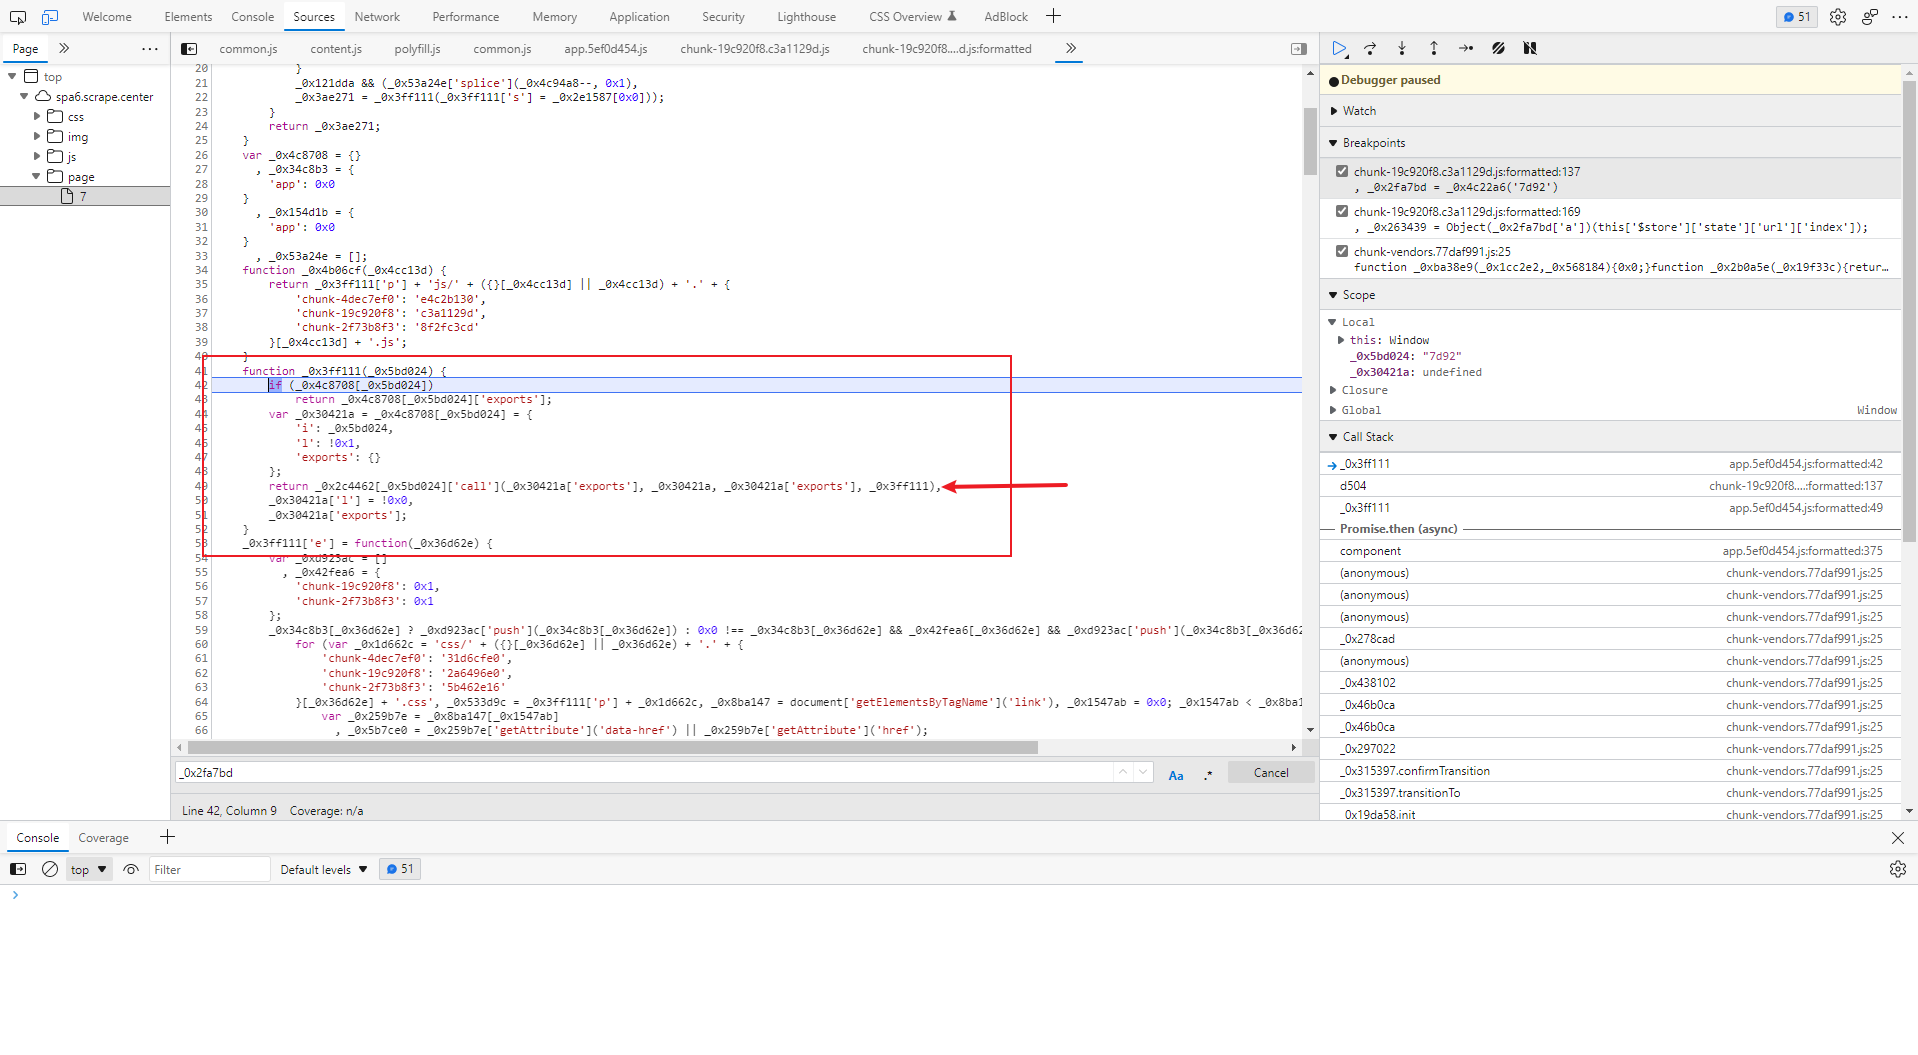 Welcome Elements Console Sources Network Performance Memory Application Security Lighthouse CSS Overview AdBlock 51
Page
common.js content.js polyfill.js common.js app.5ef0d454.js chunk-19c920f8.c3a1129d.js chunk-19c920f8....d.js:formatted
top
spa6.scrape.center
css
img
js
page
7
20 }
21 _0x121dda && (_0x53a24e['splice'](_0x4c94a8--, 0x1),
22 _0x3ae271 = _0x3ff111(_0x3ff111['s'] = _0x2e1587[0x0]));
23 }
24 return _0x3ae271;
25 }
26 var _0x4c8708 = {}
27 , _0x34c8b3 = {
28 'app': 0x0
29 }
30 , _0x154d1b = {
31 'app': 0x0
32 }
33 , _0x53a24e = [];
34 function _0x4b06cf(_0x4cc13d) {
35 return _0x3ff111['p'] + 'js/' + ({}[_0x4cc13d] || _0x4cc13d) + '.' + {
36 'chunk-4dec7ef0': 'e4c2b130',
37 'chunk-19c920f8': 'c3a1129d',
38 'chunk-2f73b8f3': '8f2fc3cd'
39 }[_0x4cc13d] + '.js';
40 }
41 function _0x3ff111(_0x5bd024) {
42 if (_0x4c8708[_0x5bd024])
43 return _0x4c8708[_0x5bd024]['exports'];
44 var _0x30421a = _0x4c8708[_0x5bd024] = {
45 'i': _0x5bd024,
46 'l': !0x1,
47 'exports': {}
48 };
49 return _0x2c4462[_0x5bd024]['call'](_0x30421a['exports'], _0x30421a, _0x30421a['exports'], _0x3ff111),
50 _0x30421a['l'] = !0x0,
51 _0x30421a['exports'];
52 }
53 _0x3ff111['e'] = function(_0x36d62e) {
54 var _0xd923ac = []
55 , _0x42fea6 = {
56 'chunk-19c920f8': 0x1,
57 'chunk-2f73b8f3': 0x1
58 };
59 _0x34c8b3[_0x36d62e] ? _0xd923ac['push'](_0x34c8b3[_0x36d62e]) : 0x0 !== _0x34c8b3[_0x36d62e] && _0x42fea6[_0x36d62e] && _0xd923ac['push'](_0x34c8b3[_0x36d62
60 for (var _0x1d662c = 'css/' + ({}[_0x36d62e] || _0x36d62e) + '.' + {
61 'chunk-4dec7ef0': '31d6cfe0',
62 'chunk-19c920f8': '2a6496e0',
63 'chunk-2f73b8f3': '5b462e16'
64 }[_0x36d62e] + '.css', _0x533d9c = _0x3ff111['p'] + _0x1d662c, _0x8ba147 = document['getElementsByTagName']('link'), _0x1547ab = 0x0; _0x1547ab < _0x8ba1
65 var _0x259b7e = _0x8ba147[_0x1547ab]
66 , _0x5b7ce0 = _0x259b7e['getAttribute']('data-href') || _0x259b7e['getAttribute']('href');
_0x2fa7bd Aa .* Cancel
Line 42, Column 9 Coverage: n/a
Debugger paused
Watch
Breakpoints
chunk-19c920f8.c3a1129d.js:formatted:137
, _0x2fa7bd = _0x4c22a6('7d92')
chunk-19c920f8.c3a1129d.js:formatted:169
, _0x263439 = Object(_0x2fa7bd['a'])(this['$store']['state']['url']['index']);
chunk-vendors.77daf991.js:25
function _0xba38e9(_0x1cc2e2,_0x568184){0x0;}function _0x2b0a5e(_0x19f33c){retur…
Scope
Local
this: Window
_0x5bd024: "7d92"
_0x30421a: undefined
Closure
Global Window
Call Stack
_0x3ff111 app.5ef0d454.js:formatted:42
d504 chunk-19c920f8....:formatted:137
_0x3ff111 app.5ef0d454.js:formatted:49
Promise.then (async)
component app.5ef0d454.js:formatted:375
(anonymous) chunk-vendors.77daf991.js:25
(anonymous) chunk-vendors.77daf991.js:25
(anonymous) chunk-vendors.77daf991.js:25
_0x278cad chunk-vendors.77daf991.js:25
(anonymous) chunk-vendors.77daf991.js:25
_0x438102 chunk-vendors.77daf991.js:25
_0x46b0ca chunk-vendors.77daf991.js:25
_0x46b0ca chunk-vendors.77daf991.js:25
_0x297022 chunk-vendors.77daf991.js:25
_0x315397.confirmTransition chunk-vendors.77daf991.js:25
_0x315397.transitionTo chunk-vendors.77daf991.js:25
_0x19da58.init chunk-vendors.77daf991.js:25
Console Coverage
top Filter Default levels 51